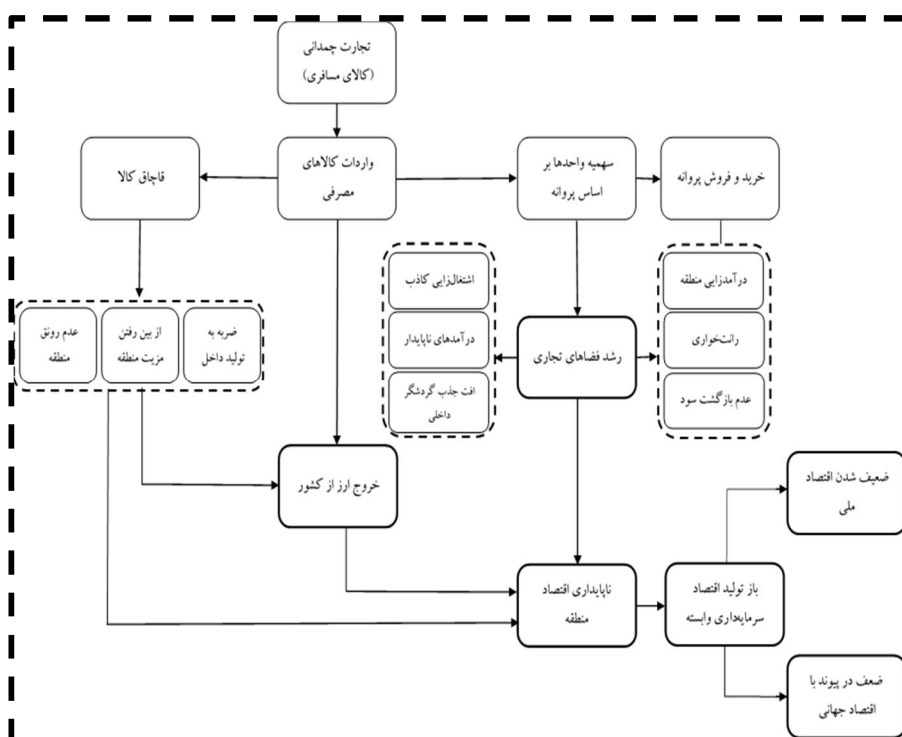 تجارت چمدانی
(کالای مسافری)
خرید و فروش پروانه
سهمیه واحدها بر
اساس پروانه
واردات کالاهای
مصرفی
قاچاق کالا
درآمدزایی منطقه
رانت‌خواری
عدم بازگشت سود
اشتغال‌زایی کاذب
درآمدهای ناپایدار
افت جذب گردشگر
داخلی
رشد فضاهای تجاری
ضربه به
تولید داخل
از بین رفتن
مزیت منطقه
عدم رونق
منطقه
خروج ارز از کشور
ضعیف شدن اقتصاد
ملی
باز تولید اقتصاد
سرمایه‌داری وابسته
ناپایداری اقتصاد
منطقه
ضعف در پیوند با
اقتصاد جهانی